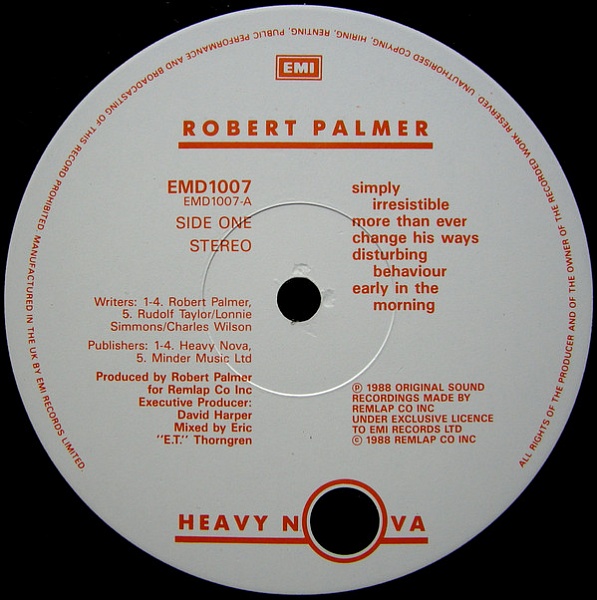 EMI
ROBERT PALMER
EMD1007
EMD1007-A
SIDE ONE
STEREO
simply
irresistible
more than ever
change his ways
disturbing
behaviour
early in the
morning
Writers: 1-4. Robert Palmer,
5. Rudolf Taylor/Lonnie
Simmons/Charles Wilson
Publishers: 1-4. Heavy Nova,
5. Minder Music Ltd
Produced by Robert Palmer
for Remlap Co Inc
Executive Producer:
David Harper
Mixed by Eric
"E.T." Thorngren
Ⓟ 1988 ORIGINAL SOUND
RECORDINGS MADE BY
REMLAP CO INC
UNDER EXCLUSIVE LICENCE
TO EMI RECORDS LTD
© 1988 REMLAP CO INC
HEAVY NOVA
MANUFACTURED IN THE UK BY EMI RECORDS LIMITED.
ALL RIGHTS OF THE PRODUCER AND OF THE OWNER OF THE RECORDED WORK RESERVED. UNAUTHORISED COPYING, HIRING, RENTING, PUBLIC PERFORMANCE AND BROADCASTING OF THIS RECORD PROHIBITED.